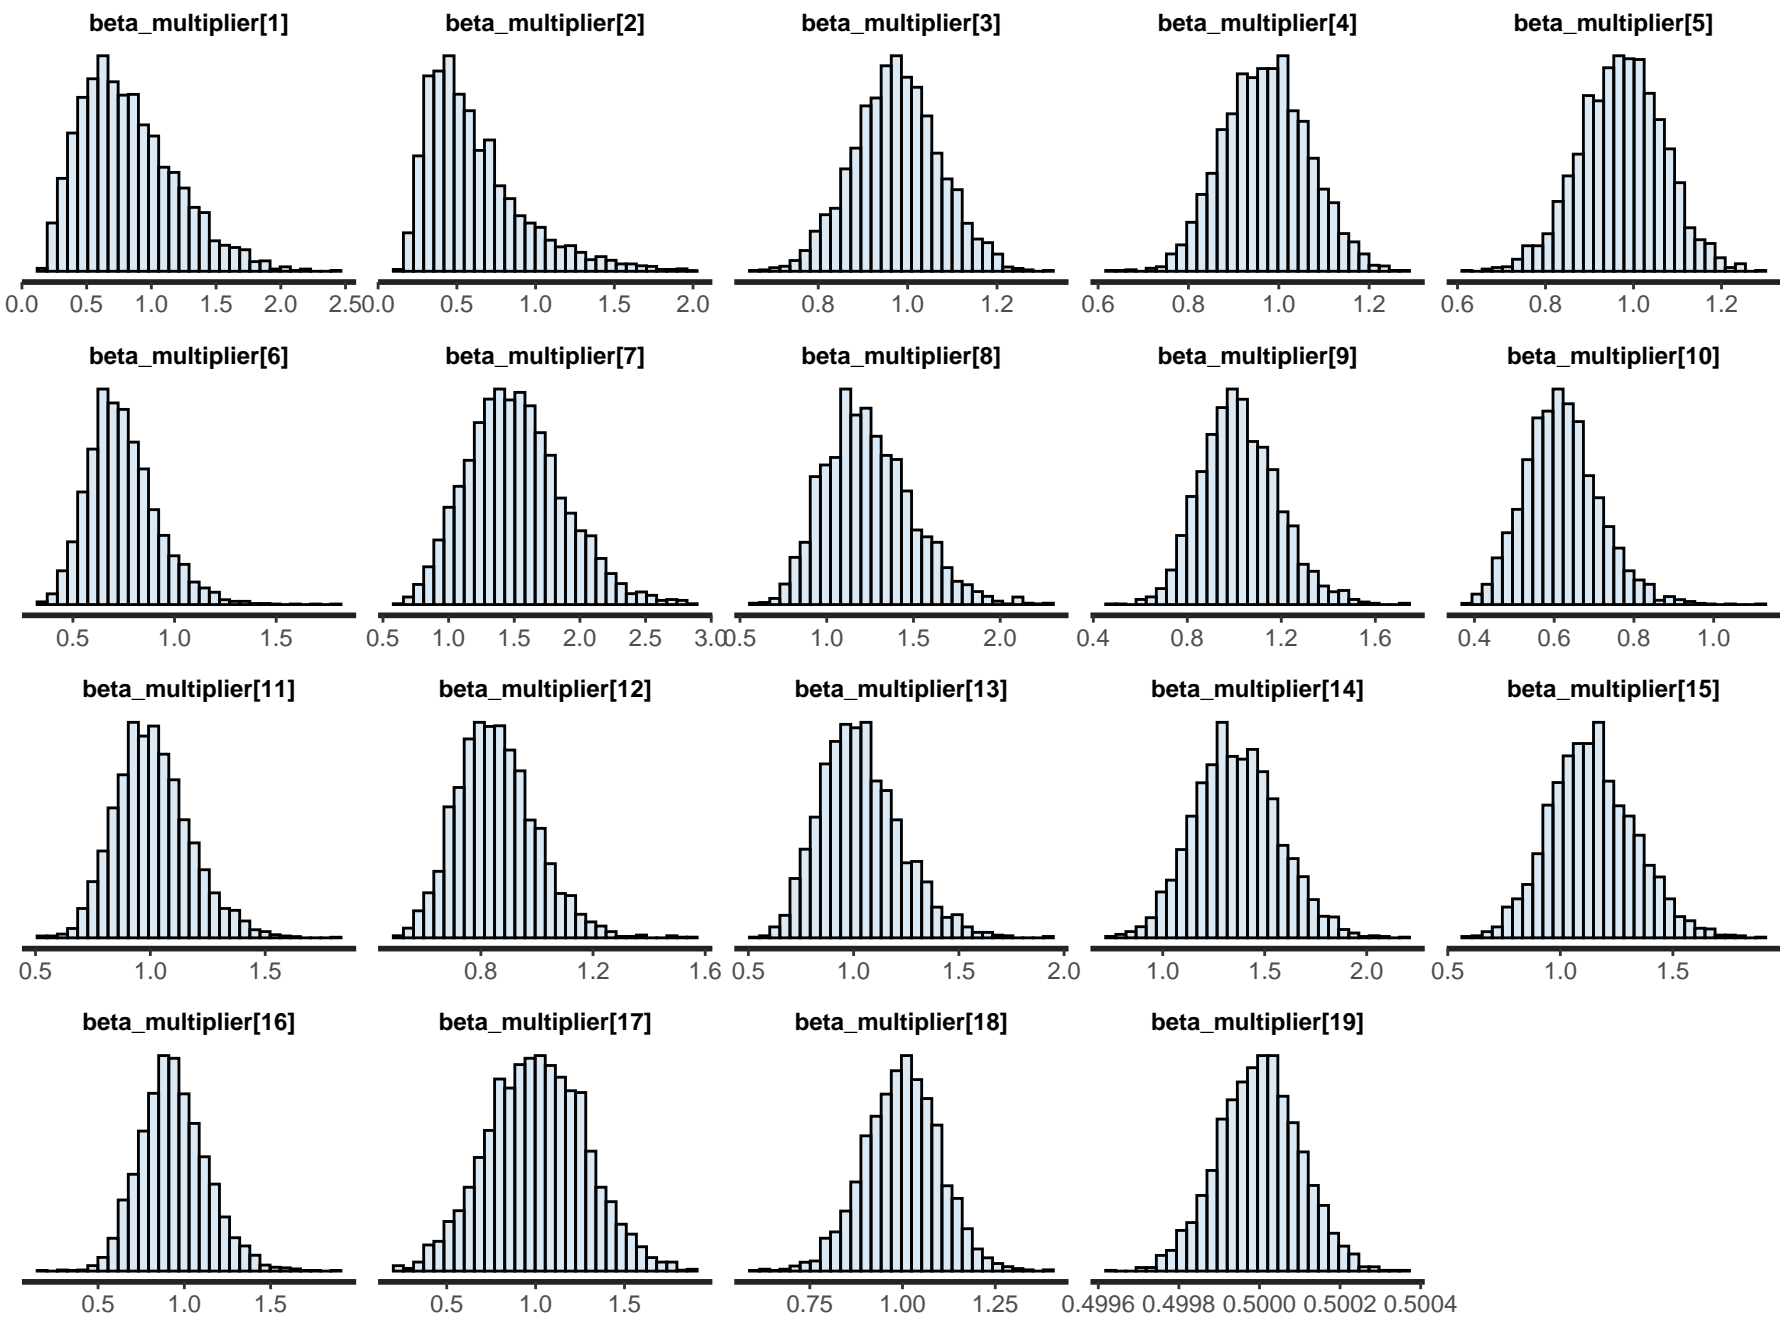 beta_multiplier[1] beta_multiplier[2] beta_multiplier[3] beta_multiplier[4] beta_multiplier[5]
0.0 0.5 1.0 1.5 2.0 2.5 0.0 0.5 1.0 1.5 2.0 0.8 1.0 1.2 0.6 0.8 1.0 1.2 0.6 0.8 1.0 1.2
beta_multiplier[6] beta_multiplier[7] beta_multiplier[8] beta_multiplier[9] beta_multiplier[10]
0.5 1.0 1.5 0.5 1.0 1.5 2.0 2.5 3.0 0.5 1.0 1.5 2.0 0.4 0.8 1.2 1.6 0.4 0.6 0.8 1.0
beta_multiplier[11] beta_multiplier[12] beta_multiplier[13] beta_multiplier[14] beta_multiplier[15]
0.5 1.0 1.5 0.8 1.2 1.6 0.5 1.0 1.5 2.0 1.0 1.5 2.0 0.5 1.0 1.5
beta_multiplier[16] beta_multiplier[17] beta_multiplier[18] beta_multiplier[19]
0.5 1.0 1.5 0.5 1.0 1.5 0.75 1.00 1.25 0.4996 0.4998 0.5000 0.5002 0.5004